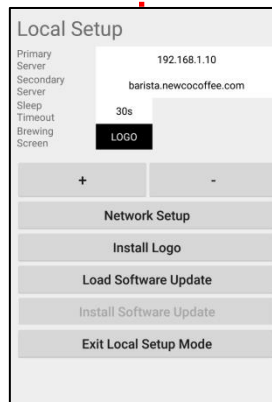 Local Setup
Primary
Server
192.168.1.10
Secondary
Server
barista.newcocoffee.com
Sleep
Timeout
30s
Brewing
Screen
LOGO
+
-
Network Setup
Install Logo
Load Software Update
Install Software Update
Exit Local Setup Mode